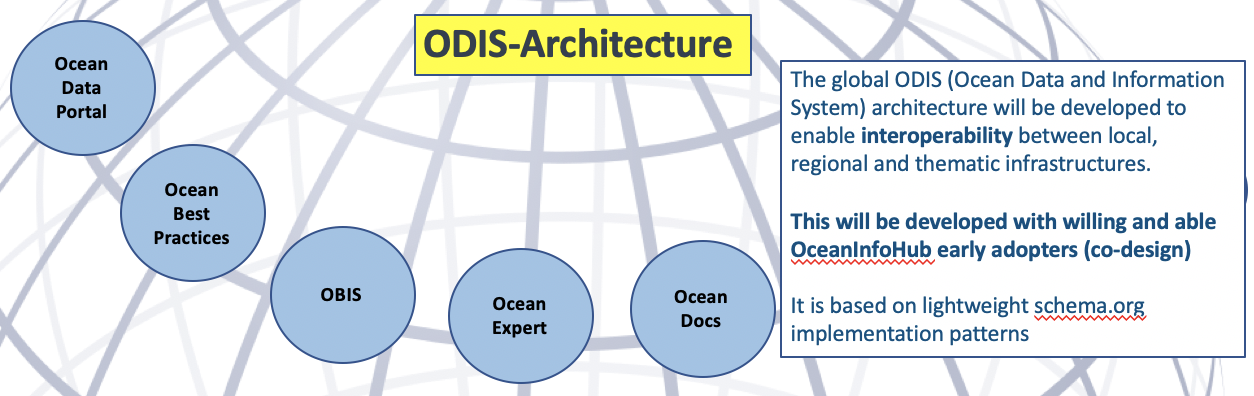 ODIS-Architecture
Ocean
Data
Portal
Ocean
Best
Practices
OBIS
Ocean
Expert
Ocean
Docs
The global ODIS (Ocean Data and Information
System) architecture will be developed to
enable interoperability between local,
regional and thematic infrastructures.
This will be developed with willing and able
OceanInfoHub early adopters (co-design)
It is based on lightweight schema.org
implementation patterns